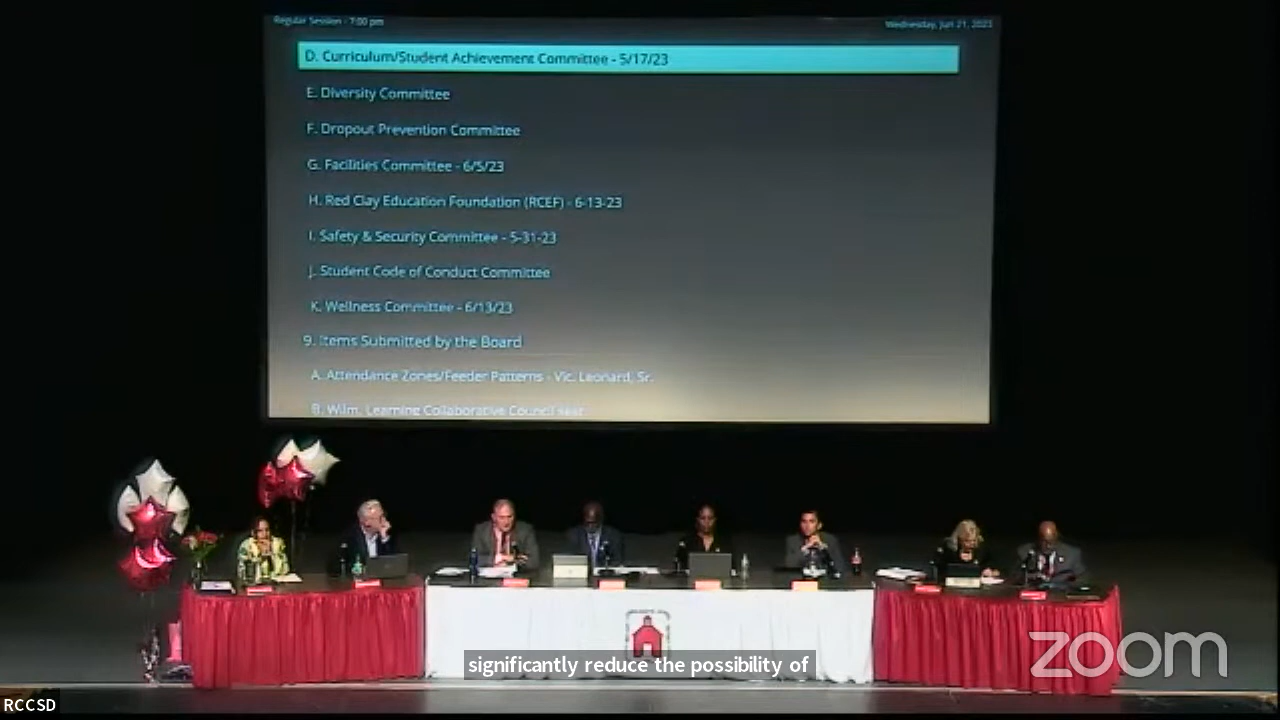 Regular Session - 7:00 pm
Wednesday, Jun 21, 2023
D. Curriculum/Student Achievement Committee - 5/17/23
E. Diversity Committee
F. Dropout Prevention Committee
G. Facilities Committee - 6/5/23
H. Red Clay Education Foundation (RCEF) - 6-13-23
I. Safety & Security Committee - 5-31-23
J. Student Code of Conduct Committee
K. Wellness Committee - 6/13/23
9. Items Submitted by the Board
A. Attendance Zones/Feeder Patterns - Vic. Leonard, Sr.
B. Wilm. Learning Collaborative Council seat
significantly reduce the possibility of
zoom
RCCSD